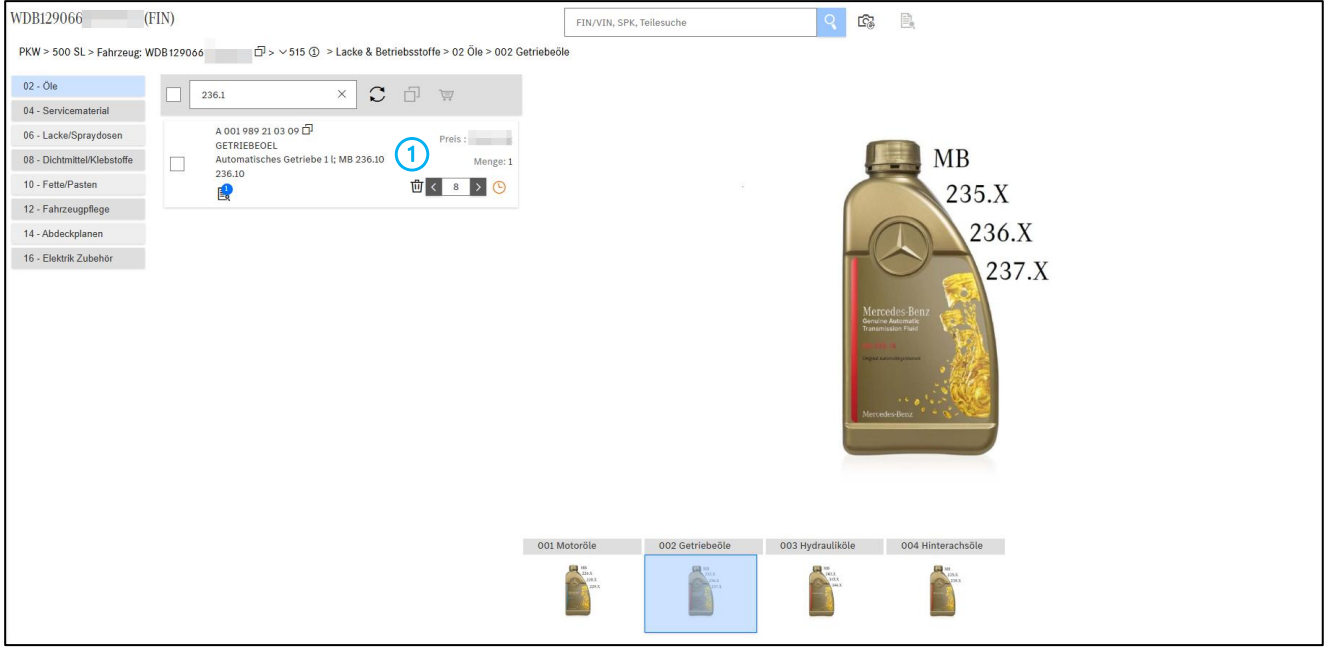 WDB129066 (FIN)
FIN/VIN, SPK, Teilesuche
PKW > 500 SL > Fahrzeug: WDB129066 > 515 ① > Lacke & Betriebsstoffe > 02 Öle > 002 Getriebeöle
02 - Öle
04 - Servicematerial
06 - Lacke/Spraydosen
08 - Dichtmittel/Klebstoffe
10 - Fette/Pasten
12 - Fahrzeugpflege
14 - Abdeckplanen
16 - Elektrik Zubehör
236.1
A 001 989 21 03 09
GETRIEBEOEL
Automatisches Getriebe 1 l; MB 236.10
236.10
1
1
Preis :
Menge: 1
8
MB
235.X
236.X
237.X
Mercedes-Benz
Genuine Automatic
Transmission Fluid
Mercedes-Benz
001 Motoröle
002 Getriebeöle
003 Hydrauliköle
004 Hinterachsöle